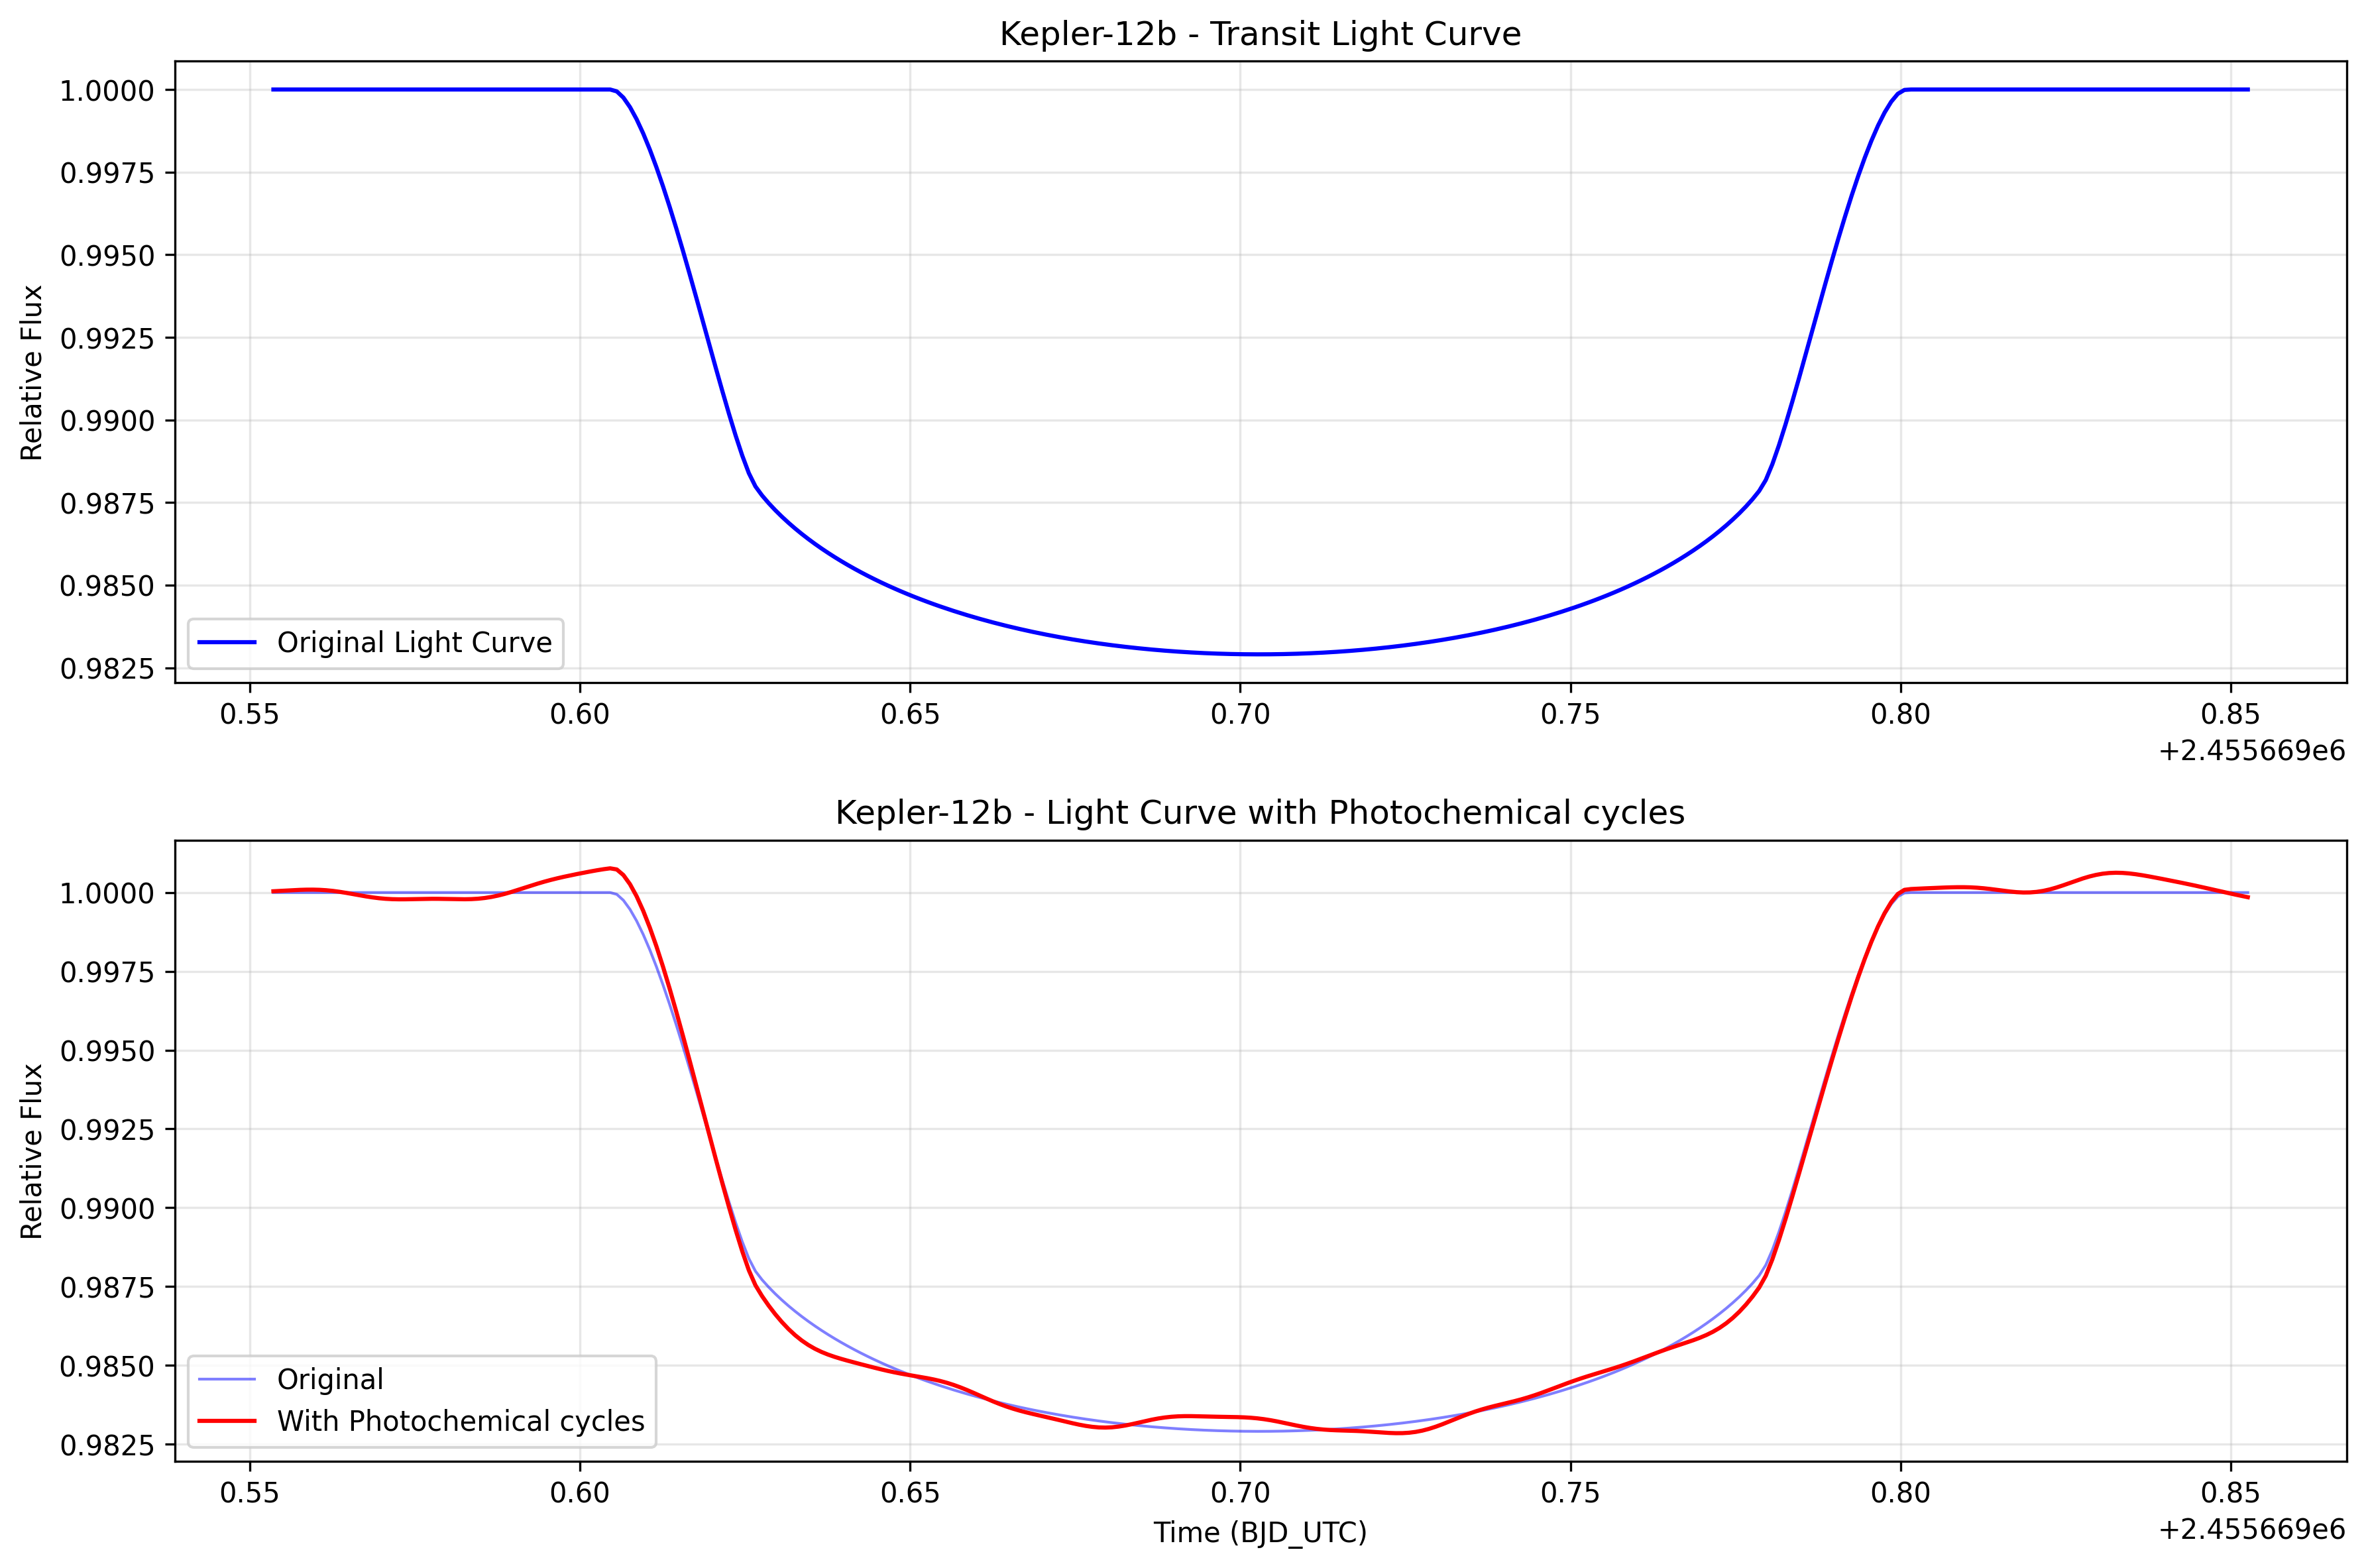 Kepler-12b - Transit Light Curve
Relative Flux
1.0000
0.9975
0.9950
0.9925
0.9900
0.9875
0.9850
0.9825
Original Light Curve
0.55 0.60 0.65 0.70 0.75 0.80 0.85
+2.455669e6
Kepler-12b - Light Curve with Photochemical cycles
Relative Flux
1.0000
0.9975
0.9950
0.9925
0.9900
0.9875
0.9850
0.9825
Original
With Photochemical cycles
0.55 0.60 0.65 0.70 0.75 0.80 0.85
Time (BJD_UTC)
+2.455669e6